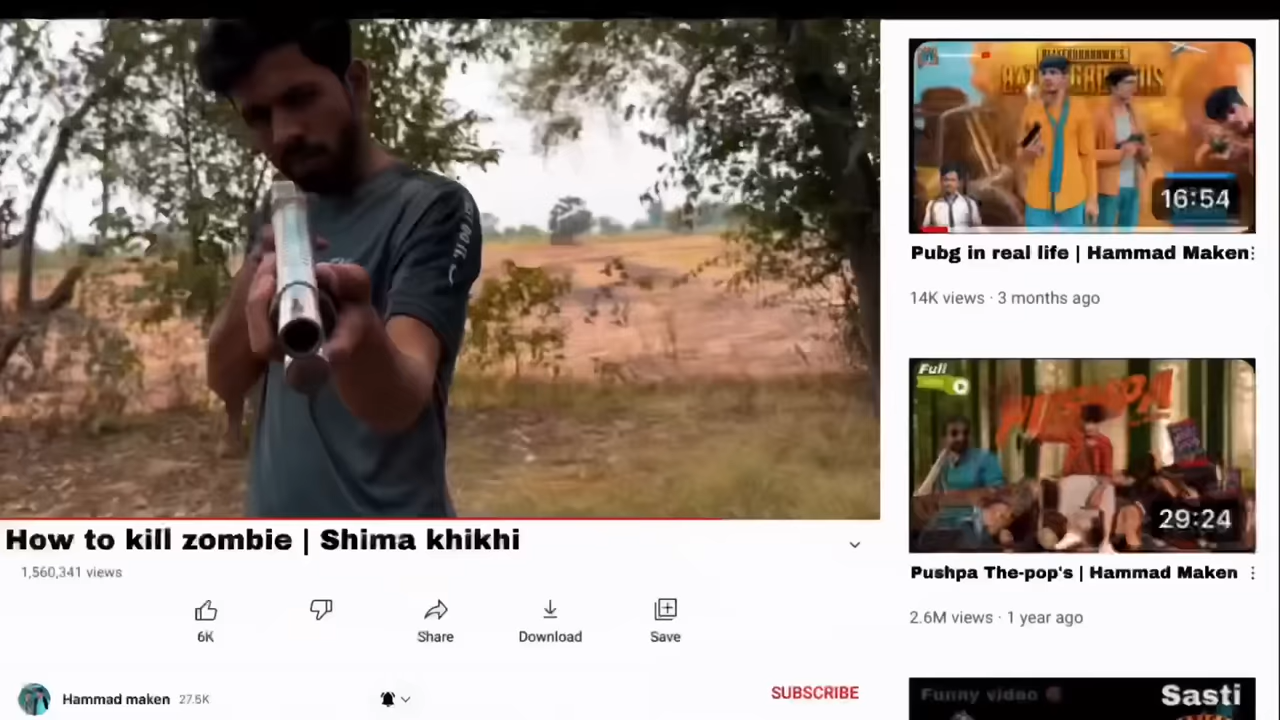 How to kill zombie | Shima khikhi
1,560,341 views
6K
Share
Download
Save
Hammad maken 27.5K
SUBSCRIBE
16:54
Pubg in real life | Hammad Maken
14K views · 3 months ago
Full
PUSHPA
29:24
Pushpa The-pop's | Hammad Maken
2.6M views · 1 year ago
Funny video
Sasti